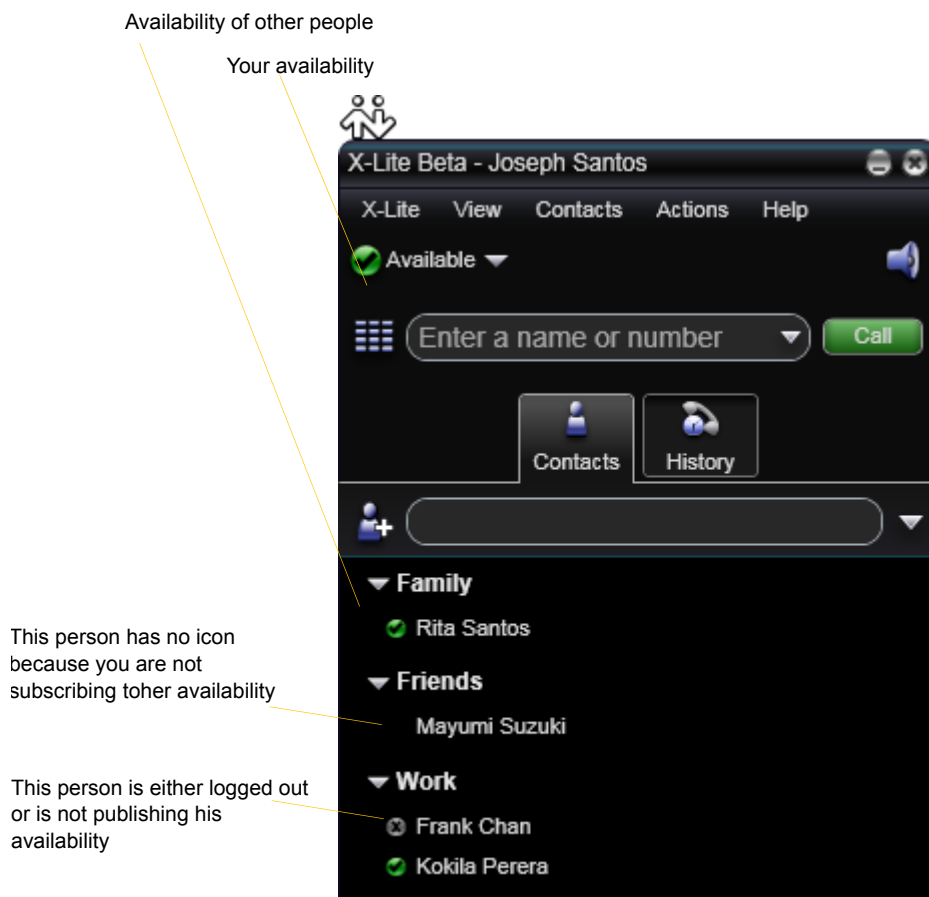 Availability of other people
Your availability
X-Lite Beta - Joseph Santos
X-Lite View Contacts Actions Help
Available
Enter a name or number Call
Contacts History
Family
Rita Santos
This person has no icon
because you are not
subscribing toher availability
Friends
Mayumi Suzuki
Work
This person is either logged out
or is not publishing his
availability
Frank Chan
Kokila Perera